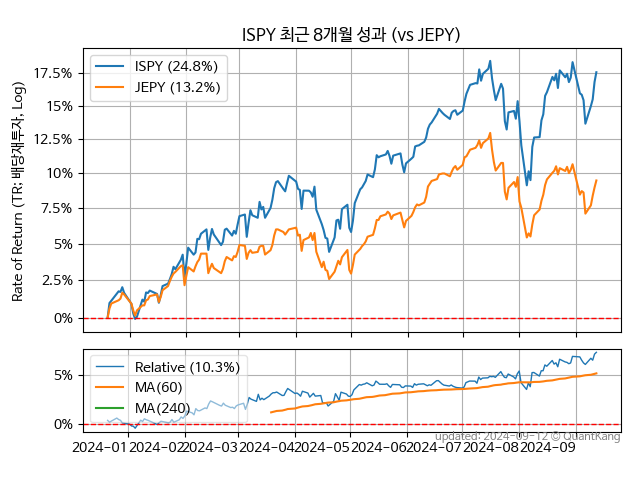 ISPY 최근 8개월 성과 (vs JEPY)
Rate of Return (TR: 배당재투자, Log)
17.5%
15%
12.5%
10%
7.5%
5%
2.5%
0%
ISPY (24.8%)
JEPY (13.2%)
5%
0%
Relative (10.3%)
MA(60)
MA(240)
2024-01 2024-02 2024-03 2024-04 2024-05 2024-06 2024-07 2024-08 2024-09
updated: 2024-09-12 © QuantKang